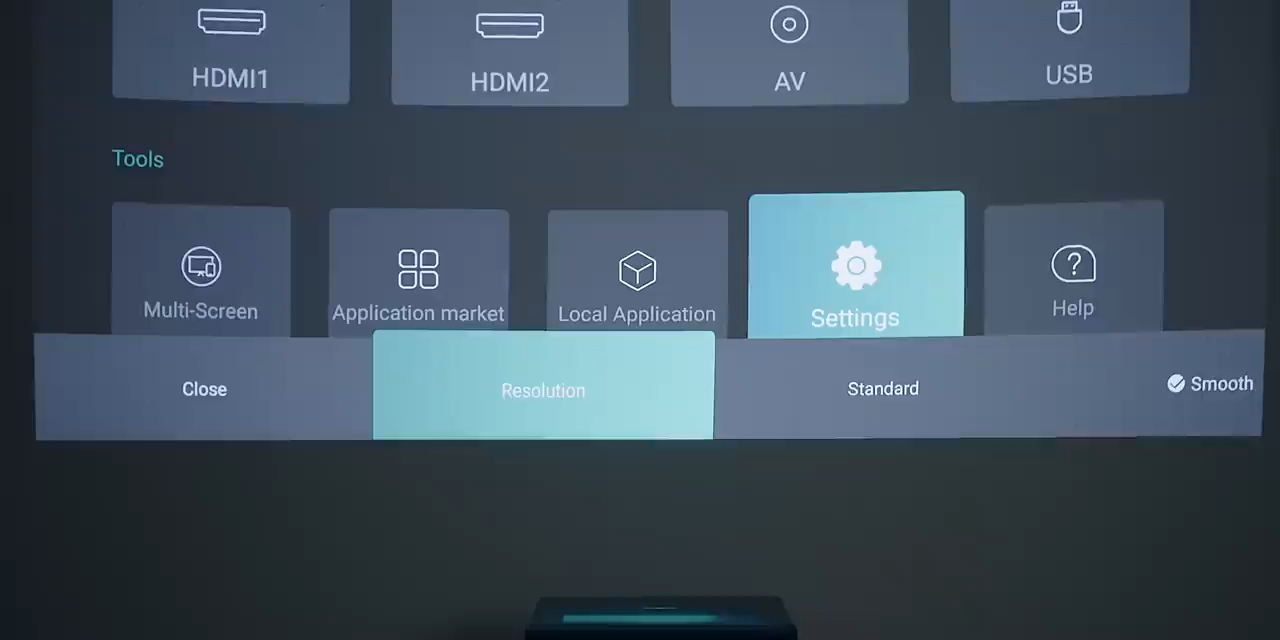 HDMI1
HDMI2
AV
USB
Tools
Multi-Screen
Application market
Local Application
Settings
Help
Close
Resolution
Standard
Smooth